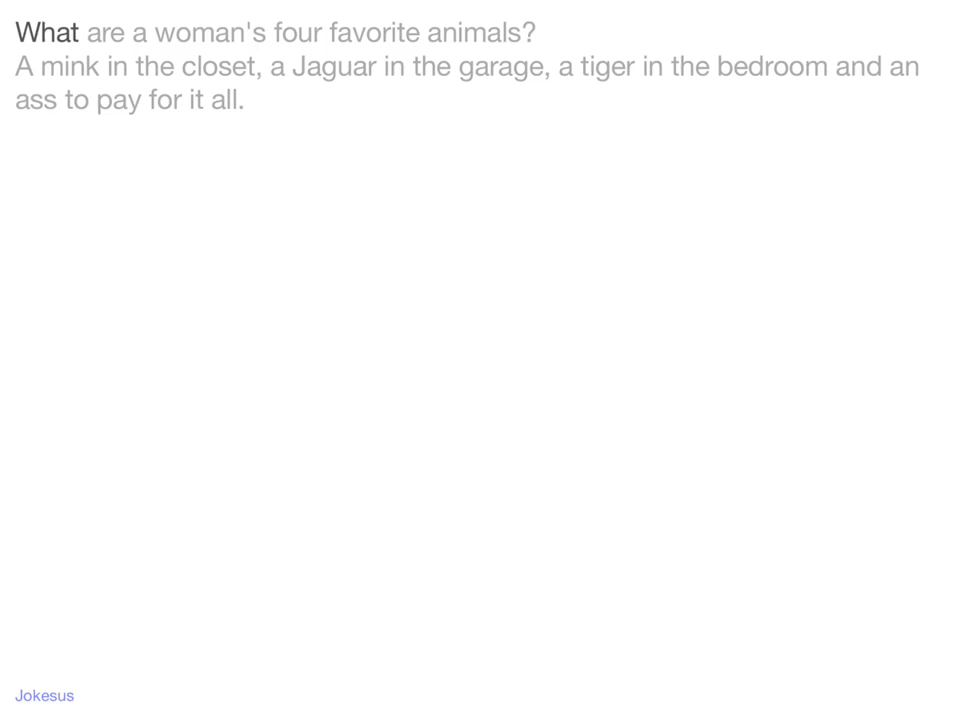 What are a woman's four favorite animals?
A mink in the closet, a Jaguar in the garage, a tiger in the bedroom and an
ass to pay for it all.
Jokesus